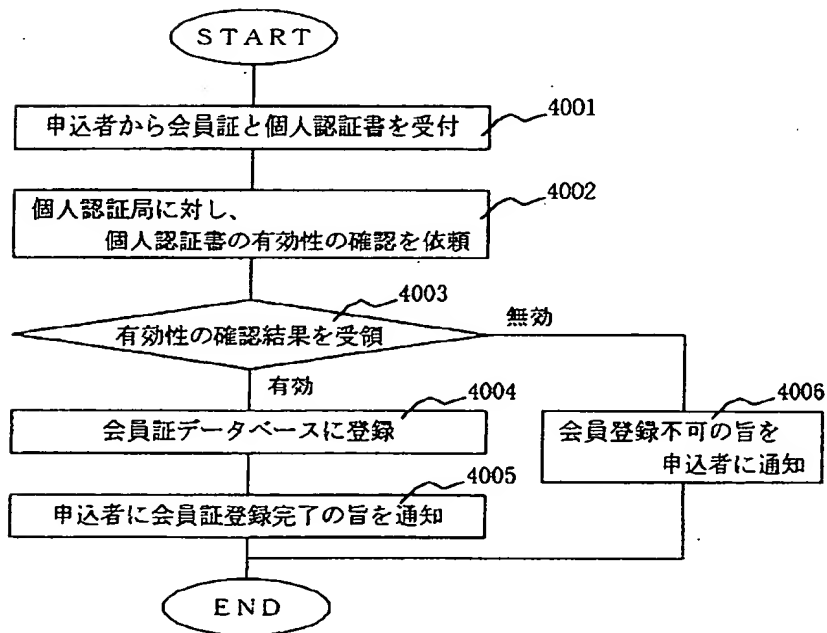 START
4001
申込者から会員証と個人認証書を受付
4002
個人認証局に対し、
個人認証書の有効性の確認を依頼
4003
有効性の確認結果を受領
無効
有効
4004
会員証データベースに登録
4006
会員登録不可の旨を
申込者に通知
4005
申込者に会員証登録完了の旨を通知
END